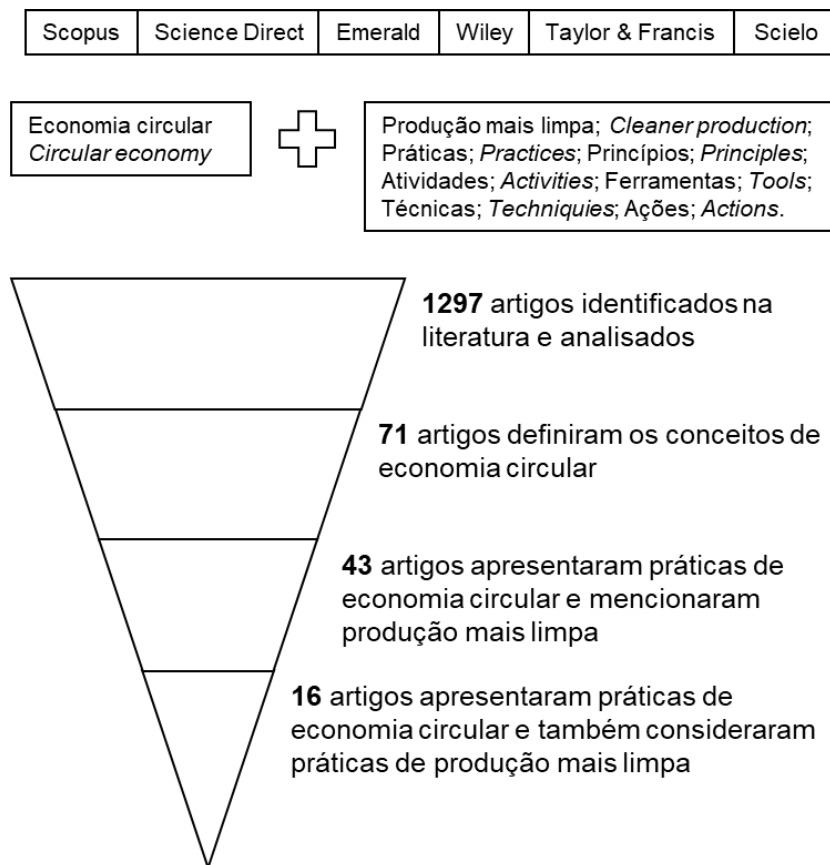 Scopus Science Direct Emerald Wiley Taylor & Francis Scielo
Economia circular
Circular economy
Produção mais limpa; Cleaner production;
Práticas; Practices; Princípios; Principles;
Atividades; Activities; Ferramentas; Tools;
Técnicas; Techniquies; Ações; Actions.
1297 artigos identificados na
literatura e analisados
71 artigos definiram os conceitos de
economia circular
43 artigos apresentaram práticas de
economia circular e mencionaram
produção mais limpa
16 artigos apresentaram práticas de
economia circular e também consideraram
práticas de produção mais limpa